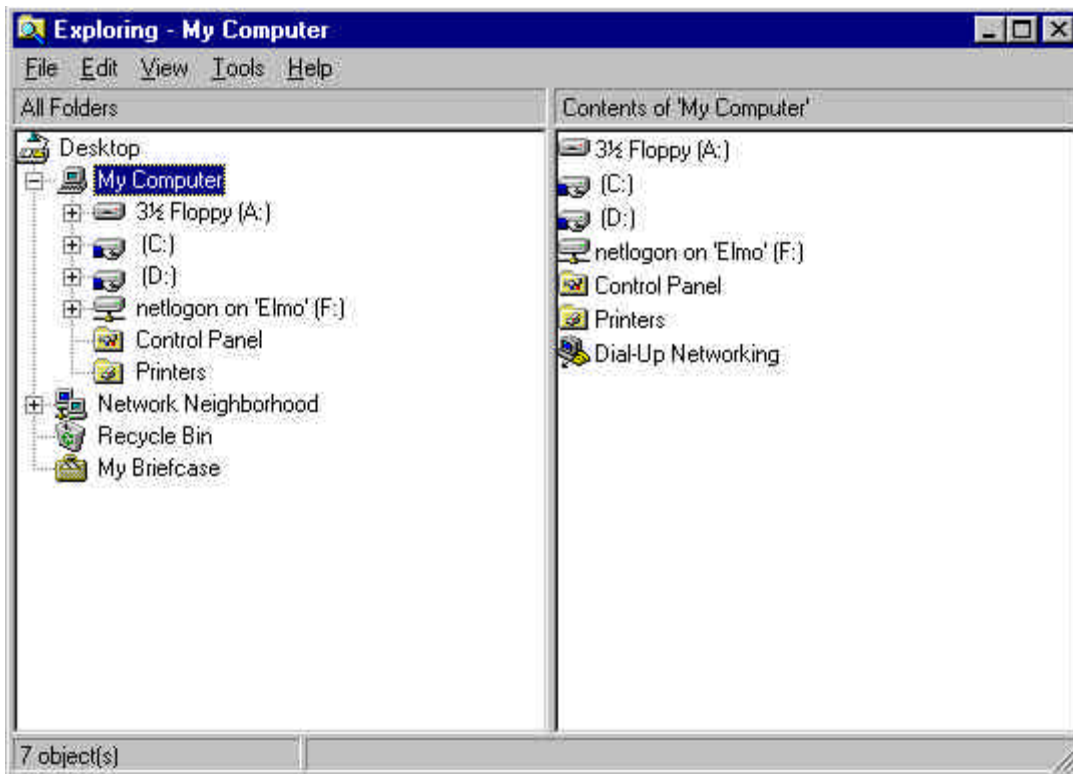 Exploring - My Computer
File Edit View Tools Help
All Folders
Contents of 'My Computer'
Desktop
My Computer
3½ Floppy (A:)
(C:)
(D:)
netlogon on 'Elmo' (F:)
Control Panel
Printers
Network Neighborhood
Recycle Bin
My Briefcase
3½ Floppy (A:)
(C:)
(D:)
netlogon on 'Elmo' (F:)
Control Panel
Printers
Dial-Up Networking
7 object(s)